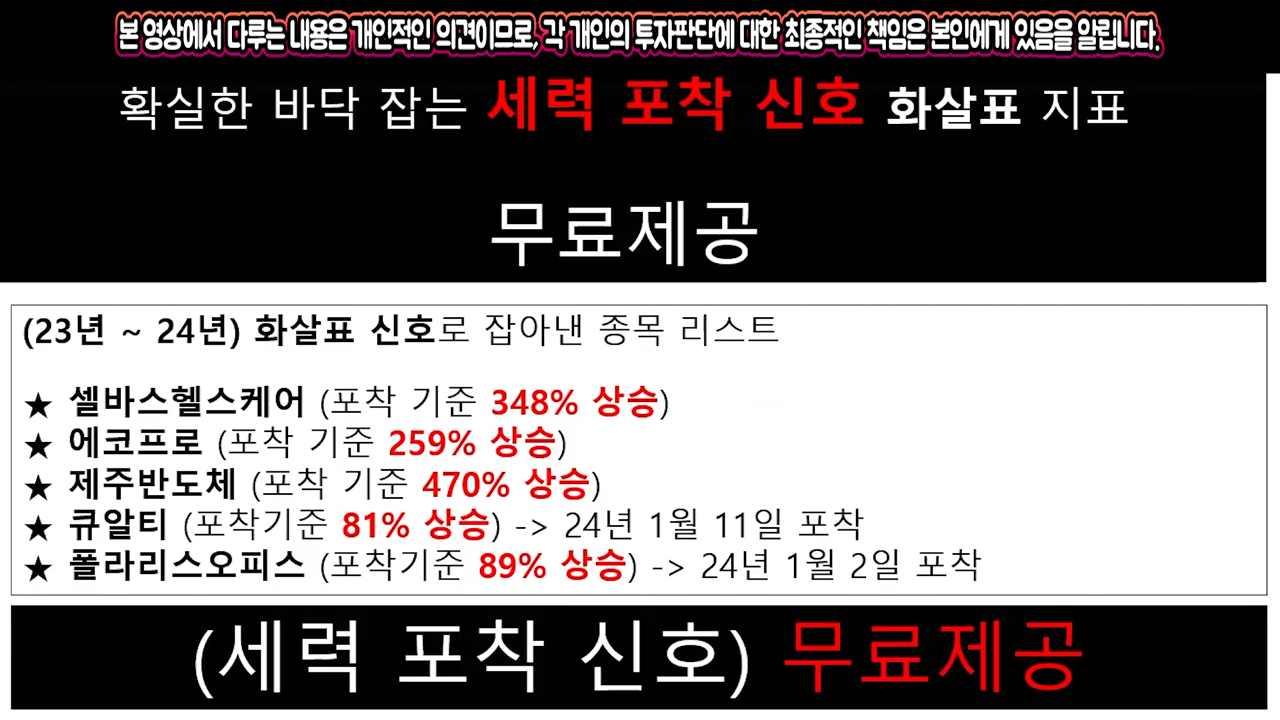 본 영상에서 다루는 내용은 개인적인 의견이므로, 각 개인의 투자판단에 대한 최종적인 책임은 본인에게 있음을 알립니다.
확실한 바닥 잡는 세력 포착 신호 화살표 지표
무료제공
(23년 ~ 24년) 화살표 신호로 잡아낸 종목 리스트
★ 셀바스헬스케어 (포착 기준 348% 상승)
★ 에코프로 (포착 기준 259% 상승)
★ 제주반도체 (포착 기준 470% 상승)
★ 큐알티 (포착기준 81% 상승) -> 24년 1월 11일 포착
★ 폴라리스오피스 (포착기준 89% 상승) -> 24년 1월 2일 포착
(세력 포착 신호) 무료제공